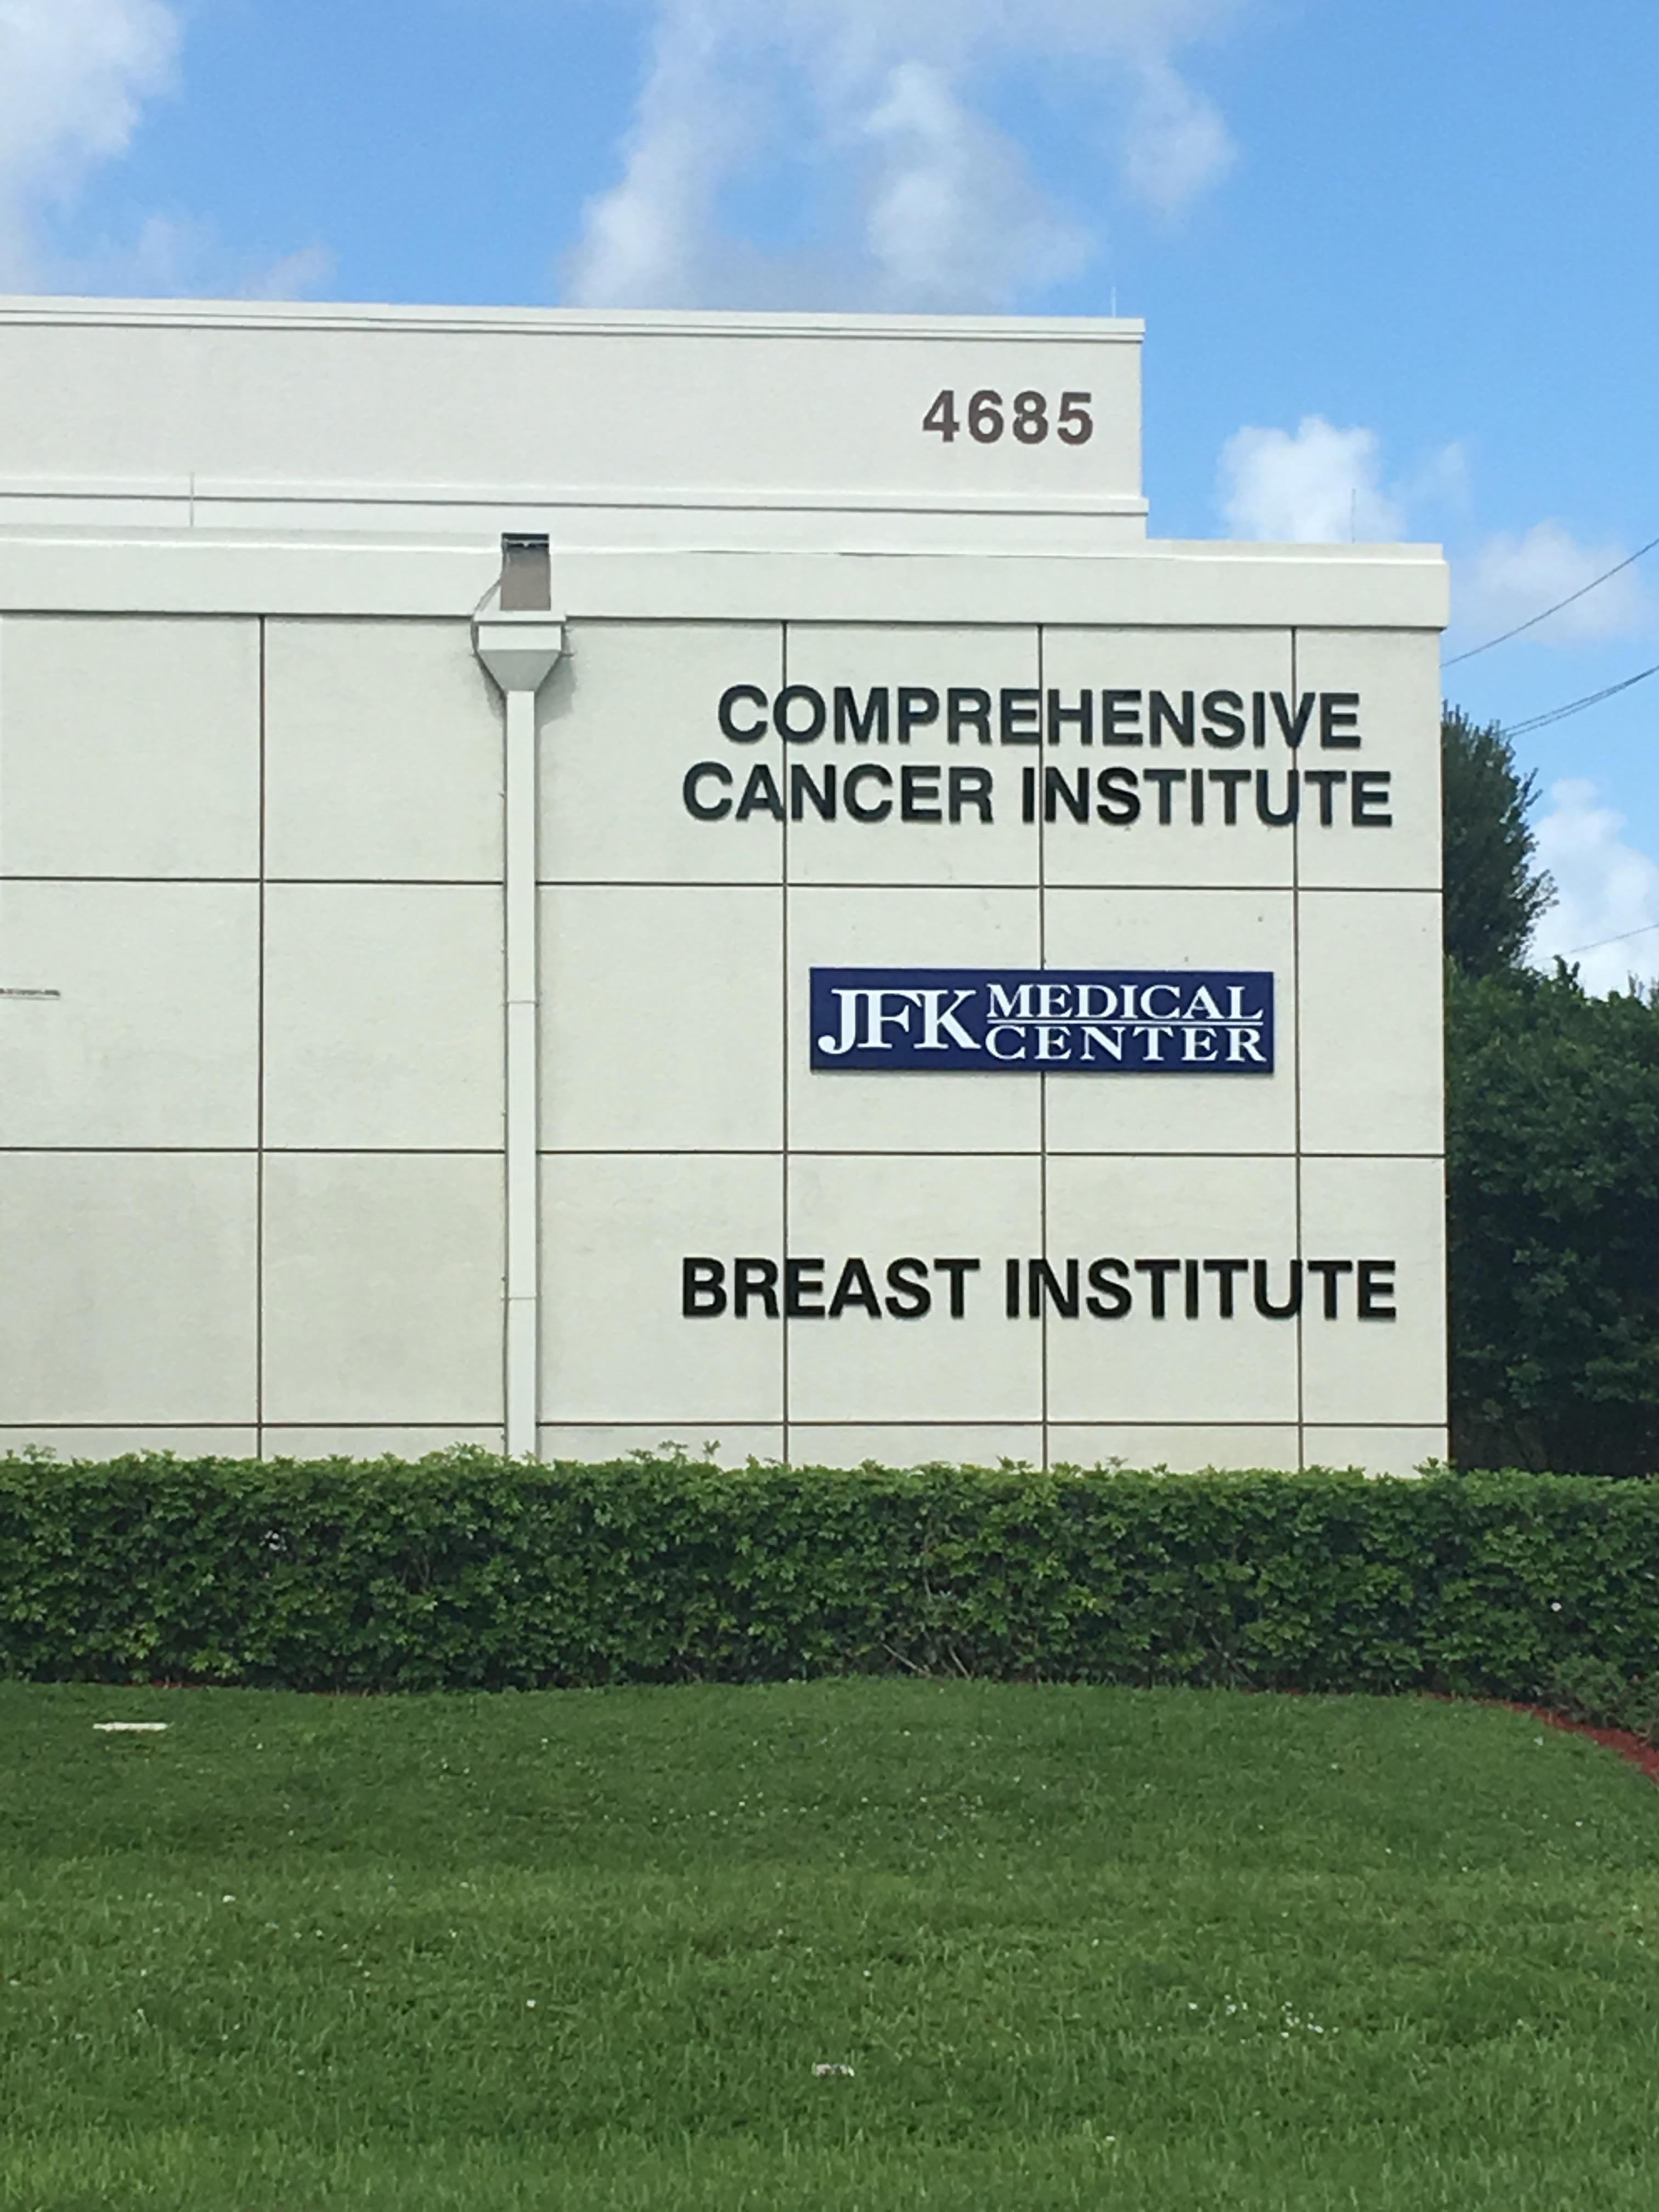 4685
COMPREHENSIVE
CANCER INSTITUTE
JFK MEDICAL
CENTER
BREAST INSTITUTE